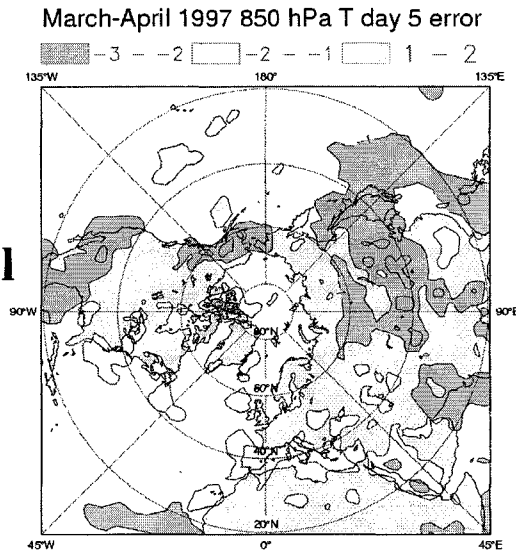 March-April 1997 850 hPa T day 5 error
-3 - -2 -2 - -1 1 - 2
135°W 180° 135°E
1
90°W 80°N 90°E
60°N
40°N
20°N
45°W 0° 45°E